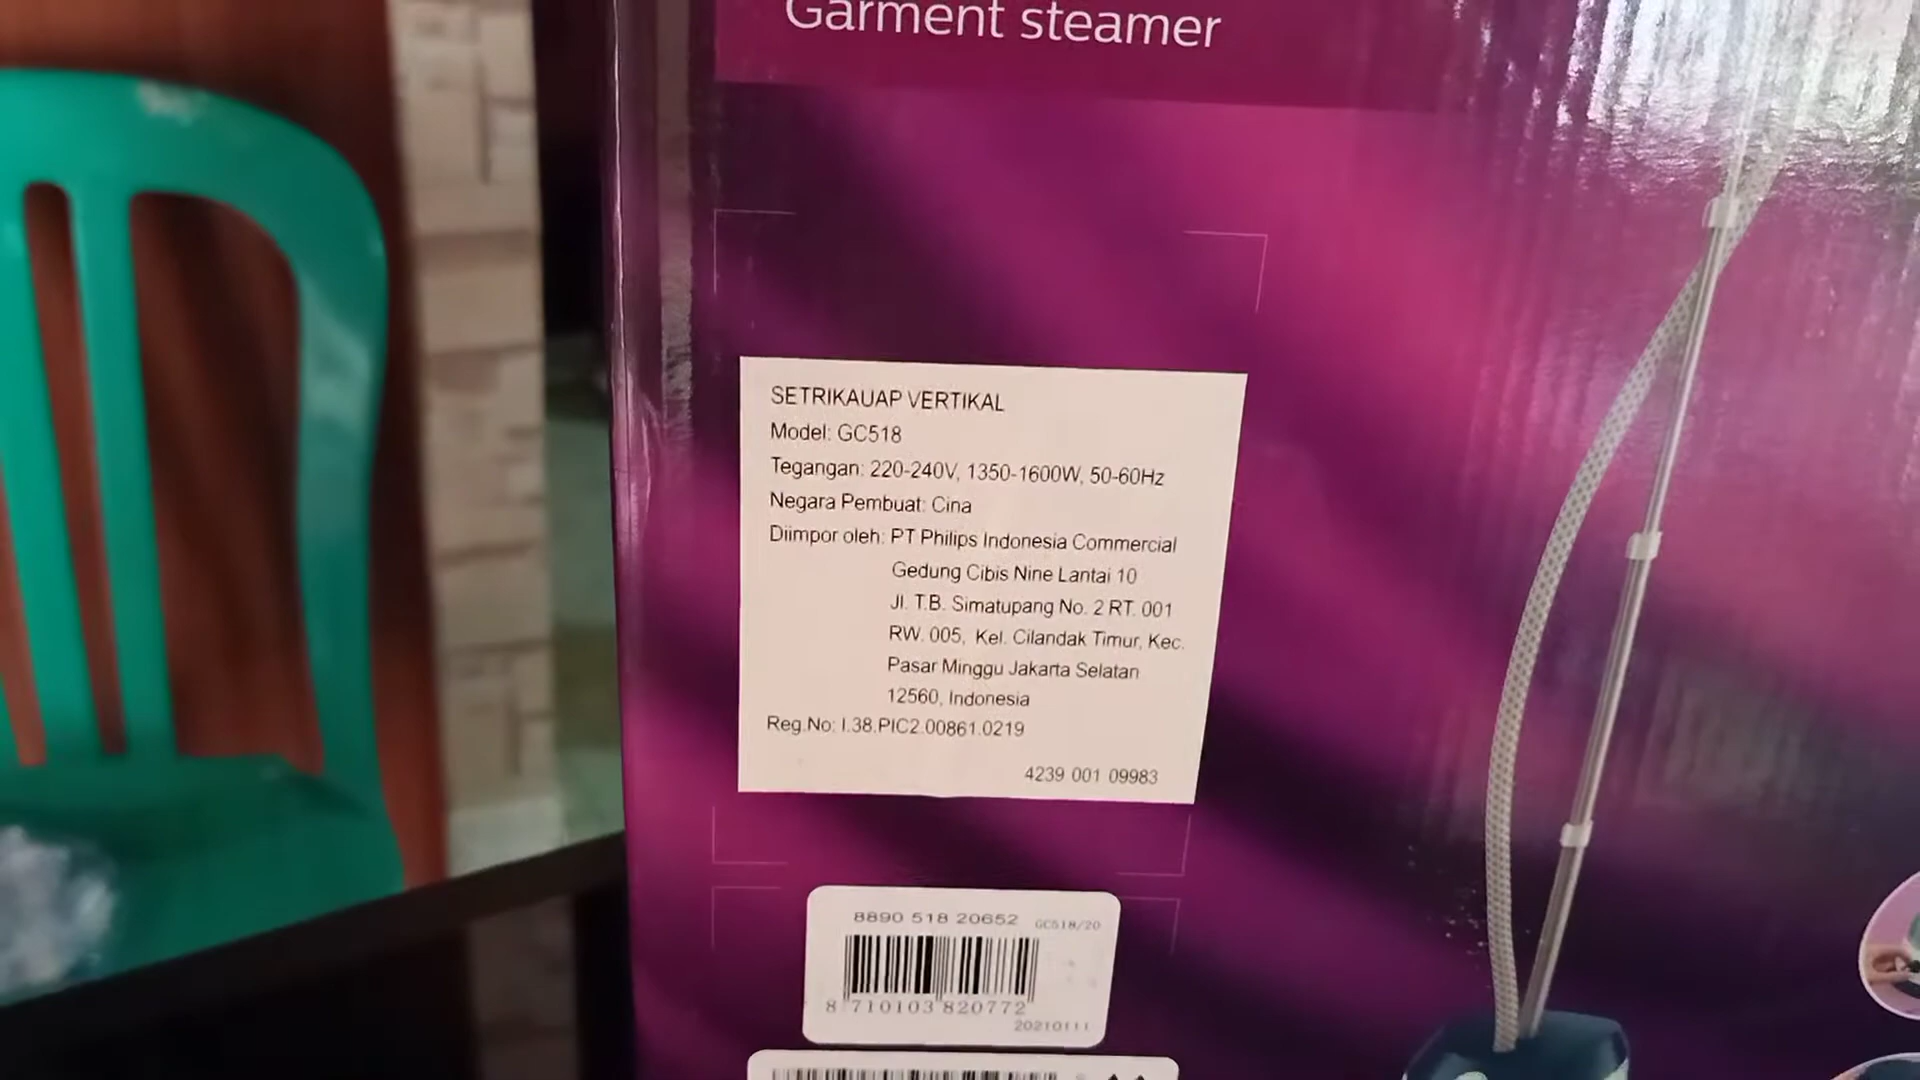 Garment steamer
SETRIKAUAP VERTIKAL
Model: GC518
Tegangan: 220-240V, 1350-1600W, 50-60Hz
Negara Pembuat: Cina
Diimpor oleh: PT Philips Indonesia Commercial
Gedung Cibis Nine Lantai 10
Jl. T.B. Simatupang No. 2 RT. 001
RW. 005, Kel. Cilandak Timur, Kec.
Pasar Minggu Jakarta Selatan
12560, Indonesia
Reg.No: I.38.PIC2.00861.0219
4239 001 09983
8890 518 20652 GC518/20
8 710103 820772
20210111